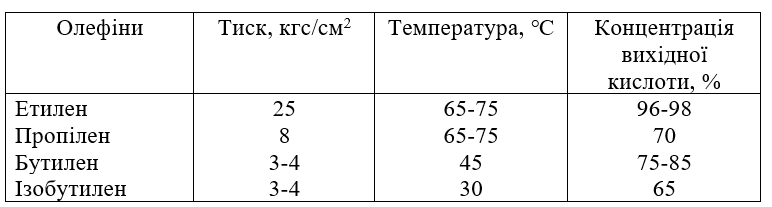 Олефіни Тиск, кгс/см² Температура, °С Концентрація
вихідної
кислоти, %
Етилен 25 65-75 96-98
Пропілен 8 65-75 70
Бутилен 3-4 45 75-85
Ізобутилен 3-4 30 65